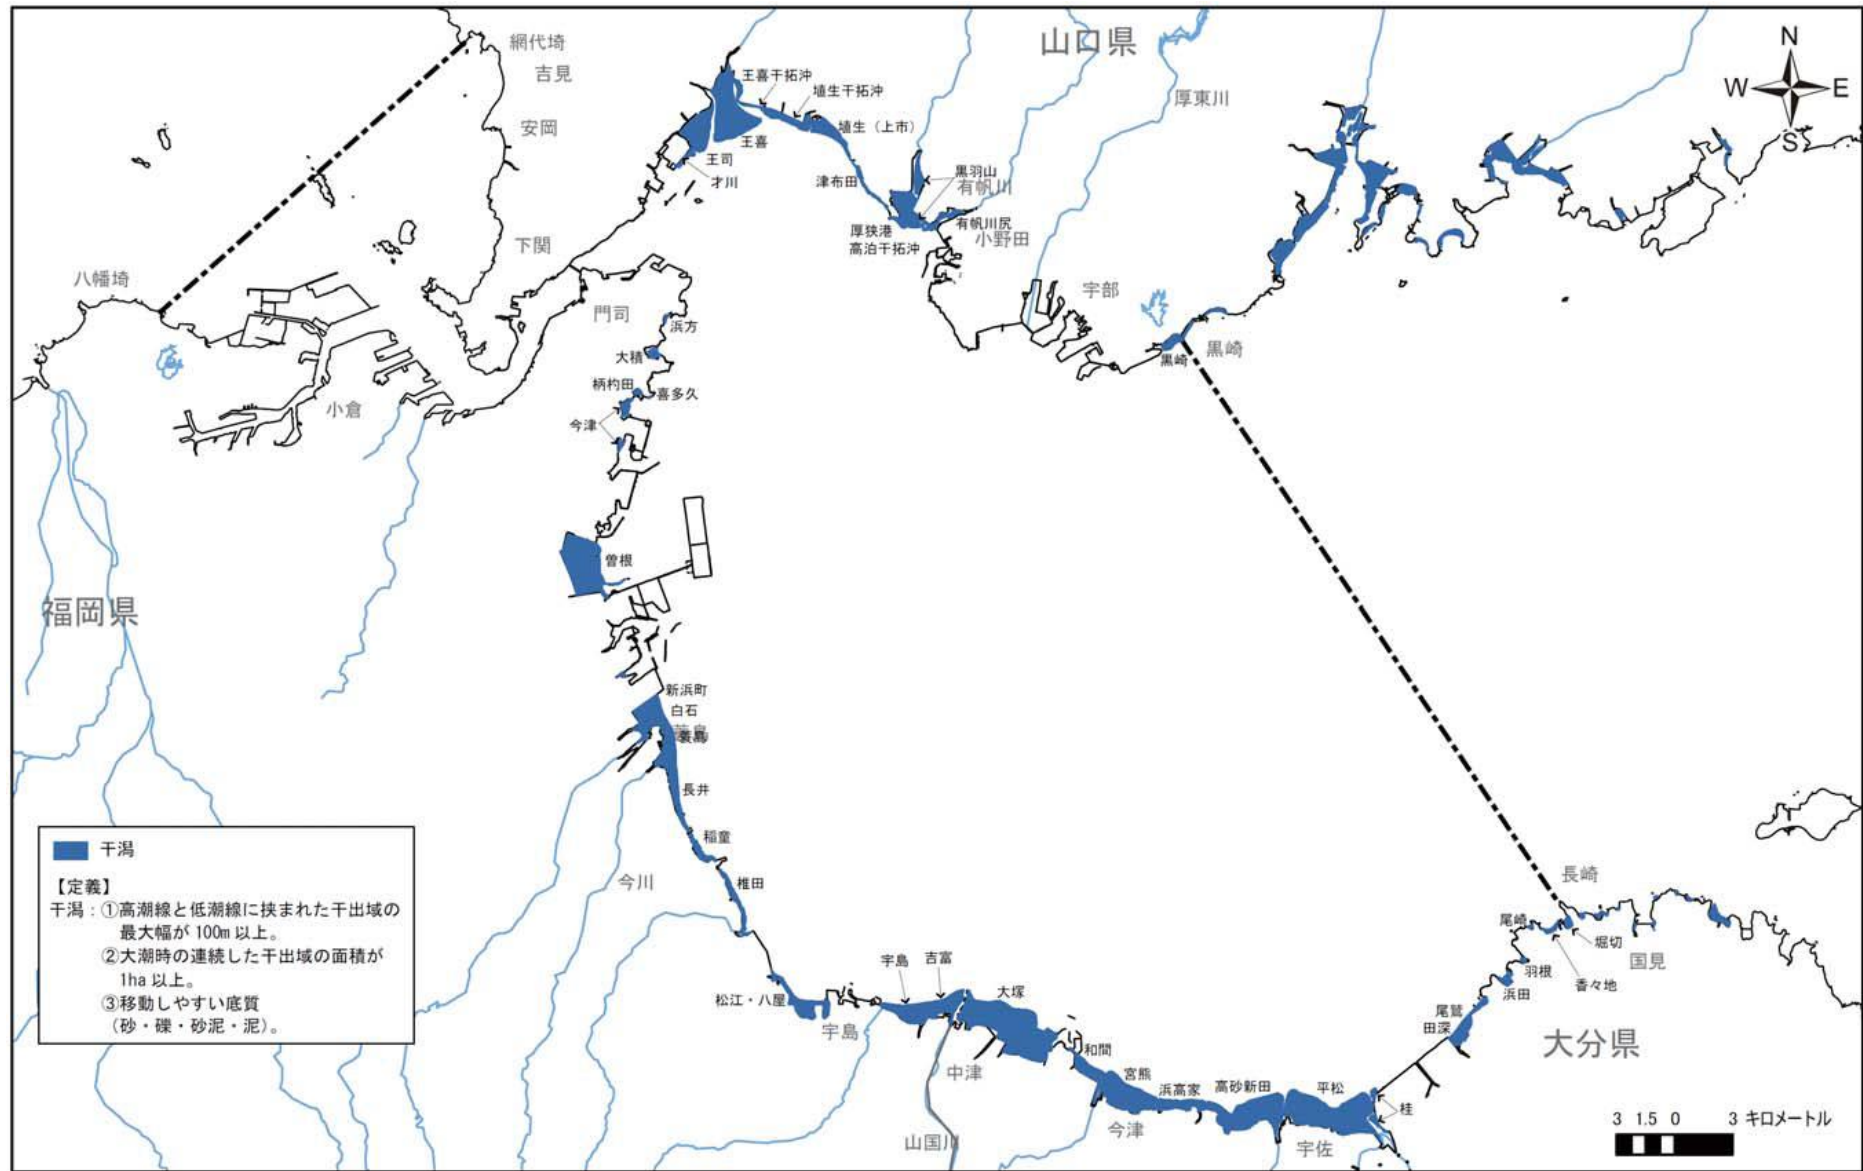 山口県
N
W
E
S
網代埼
吉見
安岡
下関
八幡埼
小倉
門司
福岡県
王喜干拓沖
埴生干拓沖
埴生（上市）
王喜
王司
才川
津布田
黒羽山
有帆川
有帆川尻
厚狭港
高泊干拓沖
小野田
厚東川
宇部
黒崎
黒崎
浜方
大積
柄杓田
喜多久
今津
曽根
新浜町
白石
蓑島
長井
稲童
椎田
今川
松江・八屋
宇島
宇島
吉富
大塚
中津
山国川
和間
宮熊
浜高家
高砂新田
平松
桂
今津
宇佐
長崎
尾崎
堀切
香々地
国見
羽根
浜田
尾鷲
田深
大分県
干潟
【定義】
干潟：①高潮線と低潮線に挟まれた干出域の
最大幅が 100m 以上。
②大潮時の連続した干出域の面積が
1ha 以上。
③移動しやすい底質
（砂・礫・砂泥・泥）。
3 1.5 0 3 キロメートル